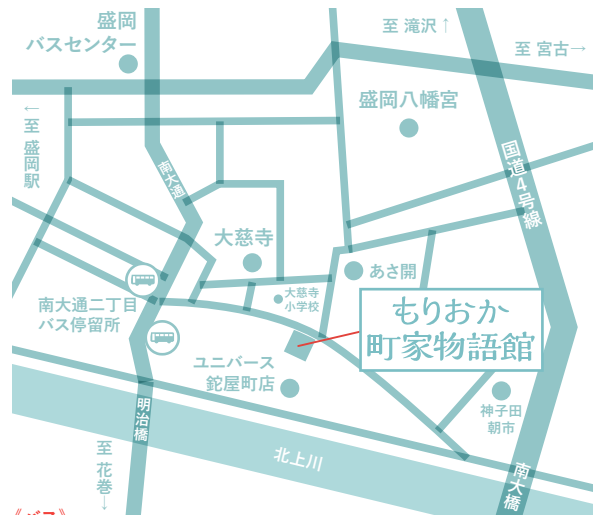 盛岡
バスセンター
至 滝沢↑
至 宮古→
盛岡八幡宮
←至 盛岡駅
南大通
国道4号線
大慈寺
あさ開
大慈寺
小学校
南大通二丁目
バス停留所
もりおか
町家物語館
ユニバース
鉈屋町店
神子田
朝市
明治橋
北上川
至 花巻→
南大橋
《バス》